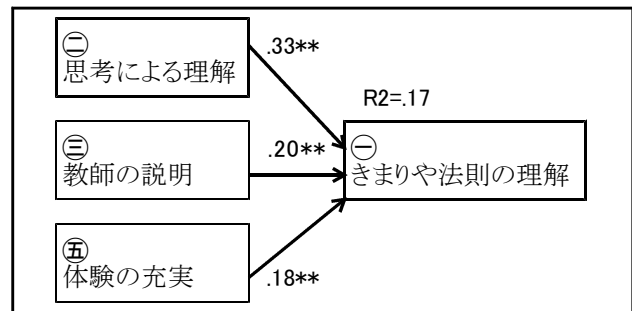 ㊁
思考による理解
.33**
R2=.17
㊂
教師の説明
.20**
㊀
きまりや法則の理解
㊄
体験の充実
.18**